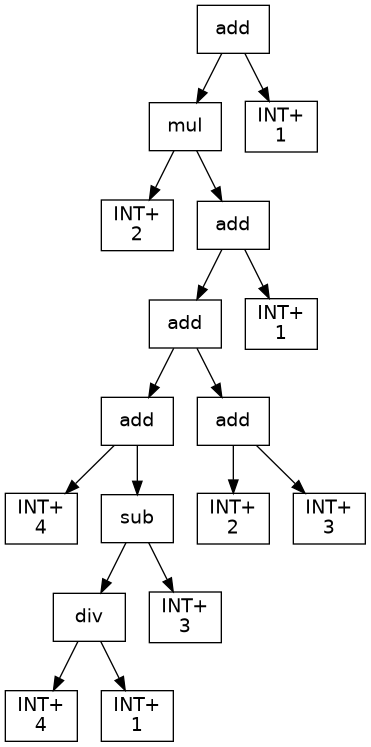 add
mul
INT+
1
INT+
2
add
add
INT+
1
add
add
INT+
4
sub
INT+
2
INT+
3
div
INT+
3
INT+
4
INT+
1